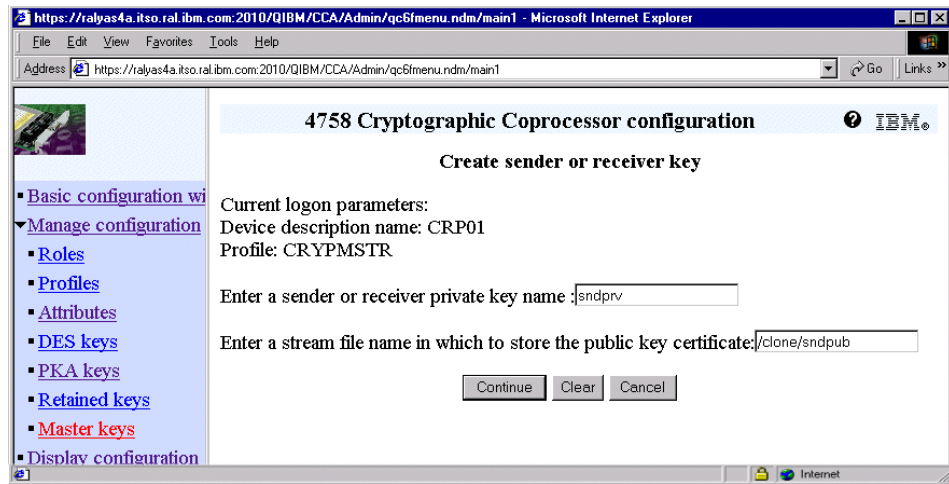 https://ralyas4a.itso.ral.ibm.com:2010/QIBM/CCA/Admin/qc6fmenu.ndm/main1 - Microsoft Internet Explorer
File Edit View Favorites Tools Help
Address https://ralyas4a.itso.ral.ibm.com:2010/QIBM/CCA/Admin/qc6fmenu.ndm/main1 Go Links »
4758 Cryptographic Coprocessor configuration ? IBM®
Create sender or receiver key
Basic configuration wi
Manage configuration
Roles
Profiles
Attributes
DES keys
PKA keys
Retained keys
Master keys
Display configuration
Current logon parameters:
Device description name: CRP01
Profile: CRYPMSTR
Enter a sender or receiver private key name :sndprv
Enter a stream file name in which to store the public key certificate:/clone/sndpub
Continue Clear Cancel
Internet